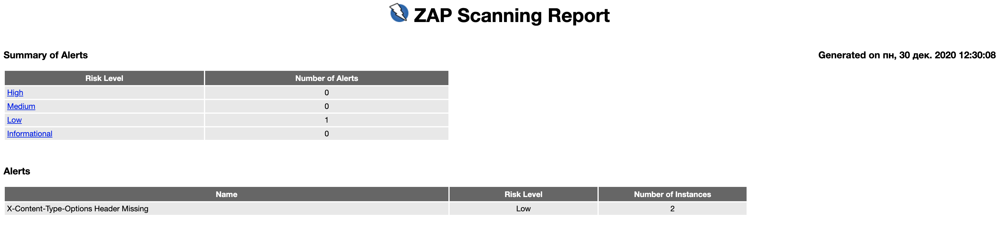 ZAP Scanning Report
Summary of Alerts
Generated on пн, 30 дек. 2020 12:30:08
Risk Level Number of Alerts
High 0
Medium 0
Low 1
Informational 0
Alerts
Name Risk Level Number of Instances
X-Content-Type-Options Header Missing Low 2